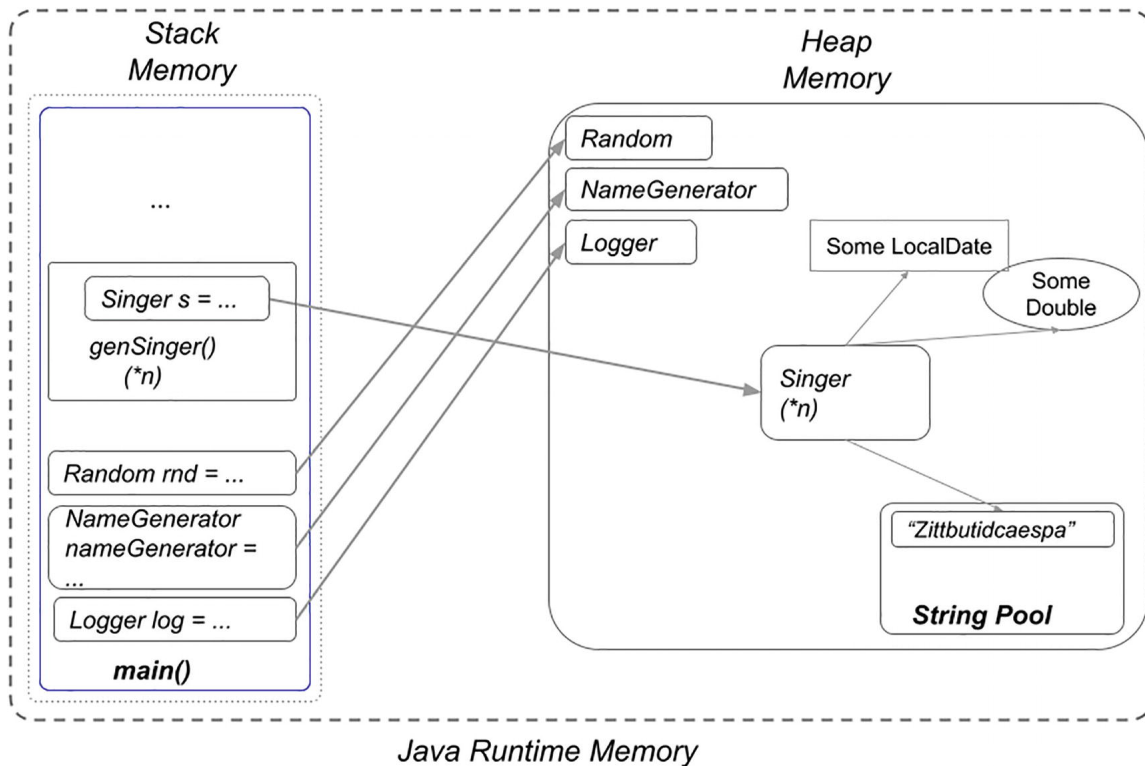 Stack
Memory
Heap
Memory
...
Singer s = ...
genSinger()
(*n)
Random rnd = ...
NameGenerator
nameGenerator =
...
Logger log = ...
main()
Random
NameGenerator
Logger
Some LocalDate
Some
Double
Singer
(*n)
“Zittbutidcaespa”
String Pool
Java Runtime Memory